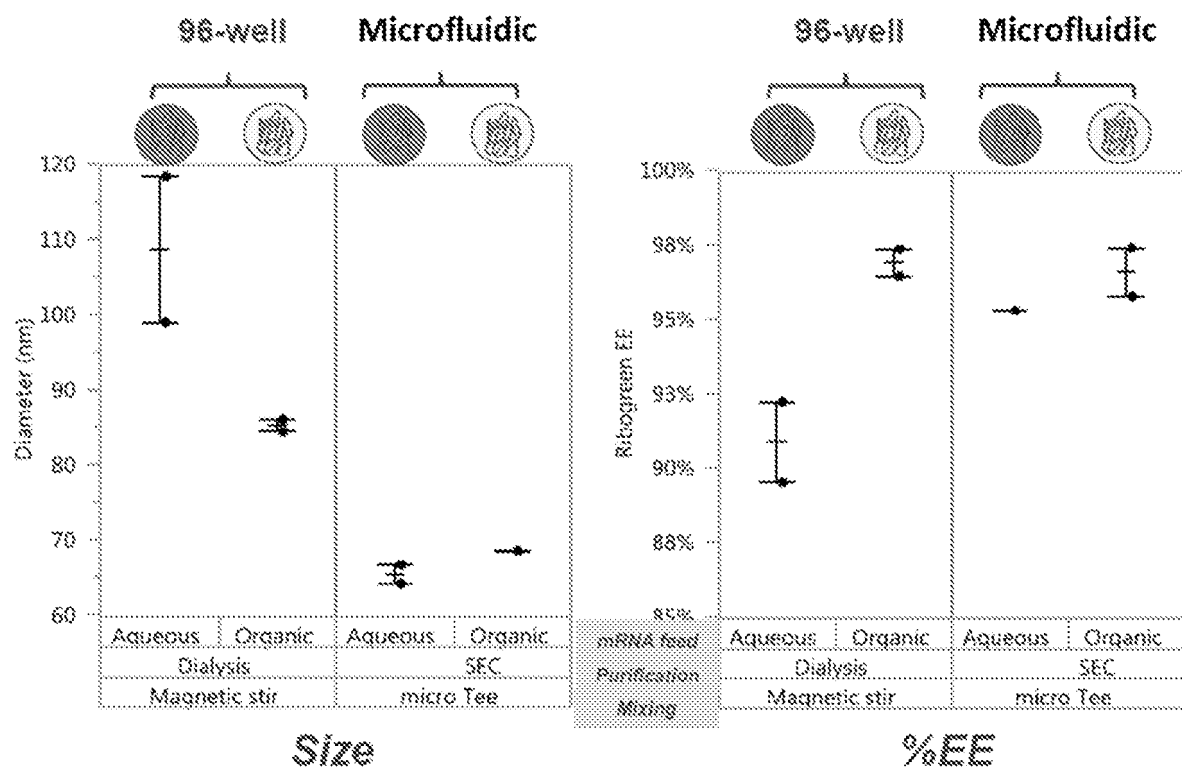 96-well Microfluidic
120
110
100
90
80
70
60
Diameter (nm)
Aqueous Organic Aqueous Organic
Dialysis SEC
Magnetic stir micro Tee
Size
mRNA feed
Purification
Mixing
96-well Microfluidic
100%
98%
95%
93%
90%
88%
85%
Ribogreen EE
Aqueous Organic Aqueous Organic
Dialysis SEC
Magnetic stir micro Tee
%EE